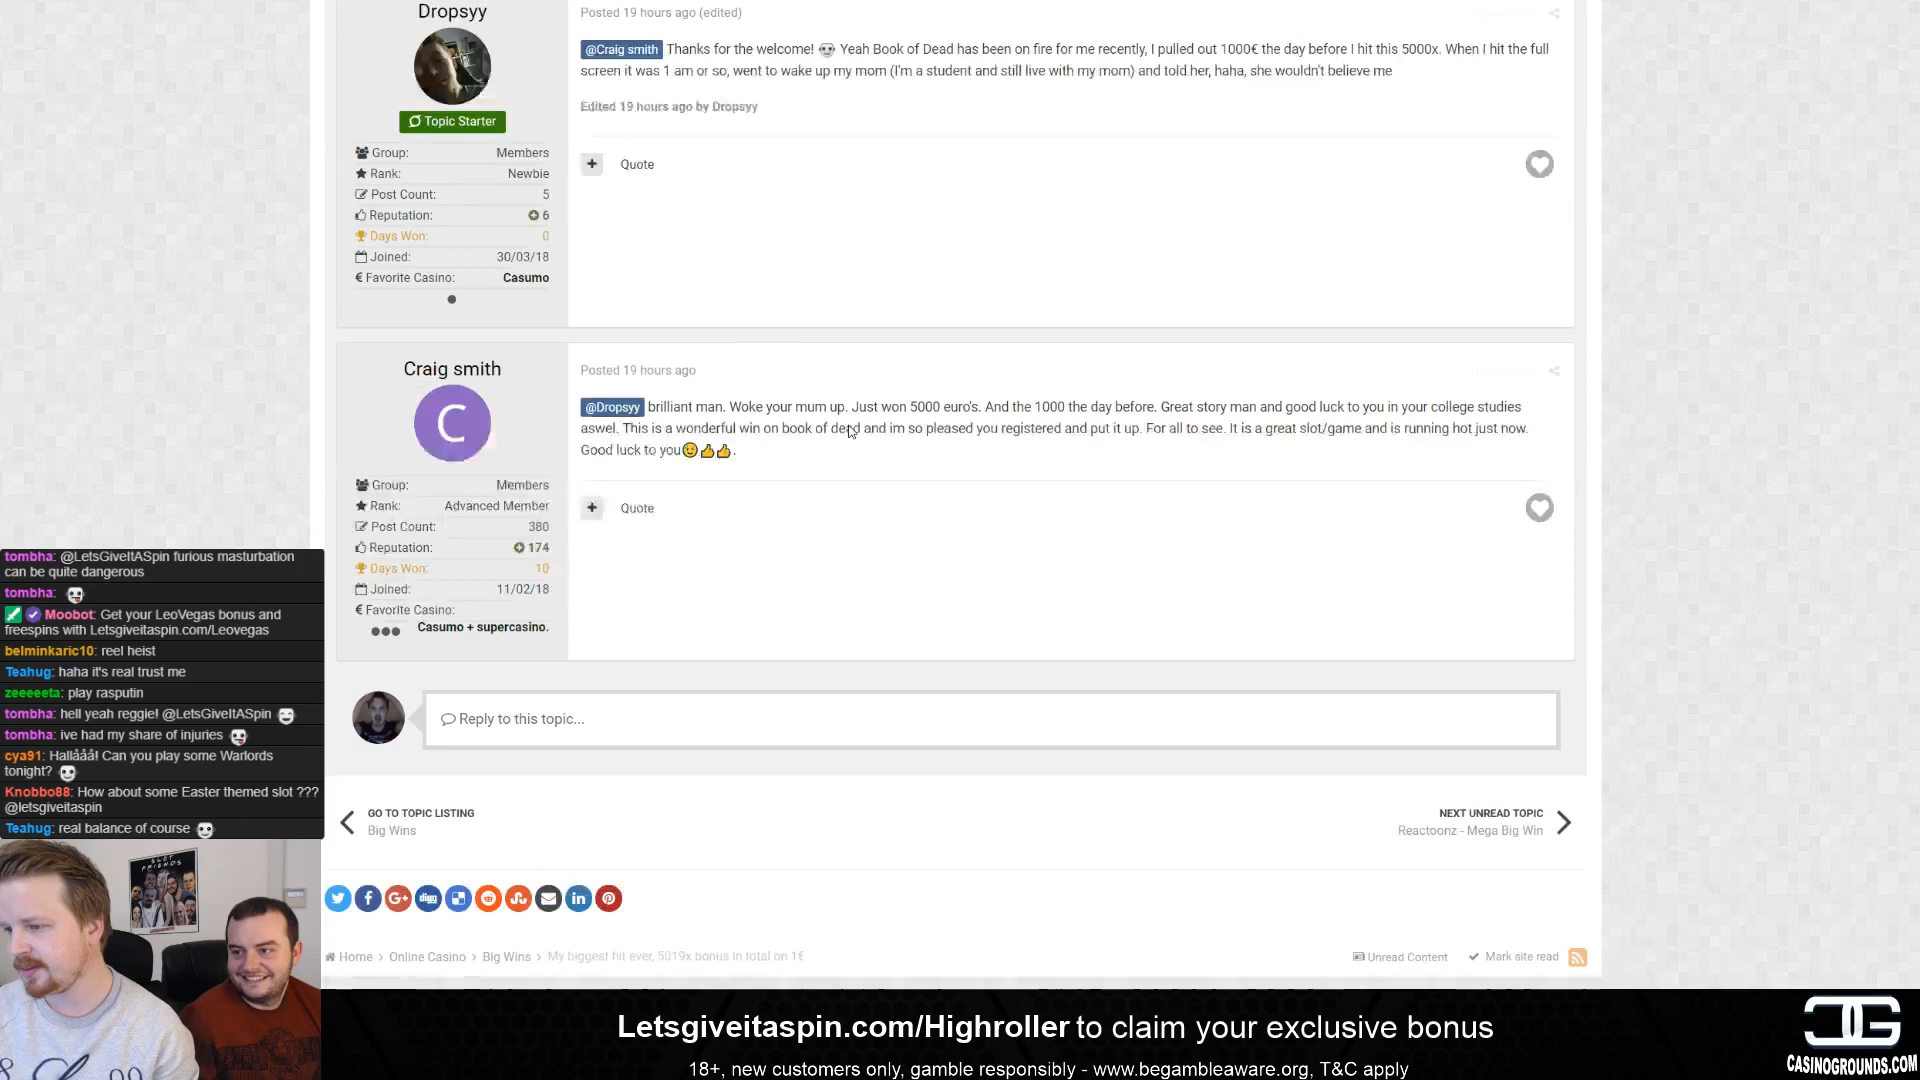 Dropsyy
Posted 19 hours ago (edited)
@Craig smith Thanks for the welcome! Yeah Book of Dead has been on fire for me recently, I pulled out 1000€ the day before I hit this 5000x. When I hit the full
screen it was 1 am or so, went to wake up my mom (I'm a student and still live with my mom) and told her, haha, she wouldn't believe me
Edited 19 hours ago by Dropsyy
Topic Starter
Group: Members
Rank: Newbie
Post Count: 5
Reputation: 6
Days Won: 0
Joined: 30/03/18
€ Favorite Casino: Casumo
+ Quote
Craig smith
C
Posted 19 hours ago
@Dropsyy brilliant man. Woke your mum up. Just won 5000 euro's. And the 1000 the day before. Great story man and good luck to you in your college studies
aswel. This is a wonderful win on book of dead and im so pleased you registered and put it up. For all to see. It is a great slot/game and is running hot just now.
Good luck to you.
Group: Members
Rank: Advanced Member
Post Count: 380
Reputation: 174
Days Won: 10
Joined: 11/02/18
€ Favorite Casino:
Casumo + supercasino.
+ Quote
Reply to this topic...
GO TO TOPIC LISTING
Big Wins
NEXT UNREAD TOPIC
Reactoonz - Mega Big Win
digg
Home > Online Casino > Big Wins > My biggest hit ever, 5019x bonus in total on 1€
Unread Content
Mark site read
tombha: @LetsGiveItASpin furious masturbation
can be quite dangerous
tombha:
Moobot: Get your LeoVegas bonus and
freespins with Letsgiveitaspin.com/Leovegas
belminkaric10: reel heist
Teahug: haha it's real trust me
zeeeeeta: play rasputin
tombha: hell yeah reggie! @LetsGiveItASpin
tombha: ive had my share of injuries
cya91: Hallååå! Can you play some Warlords
tonight?
Knobbo88: How about some Easter themed slot ???
@letsgiveitaspin
Teahug: real balance of course
SLOT
FRIENDS
Letsgiveitaspin.com/Highroller to claim your exclusive bonus
18+, new customers only, gamble responsibly - www.begambleaware.org, T&C apply
CASINOGROUNDS.COM